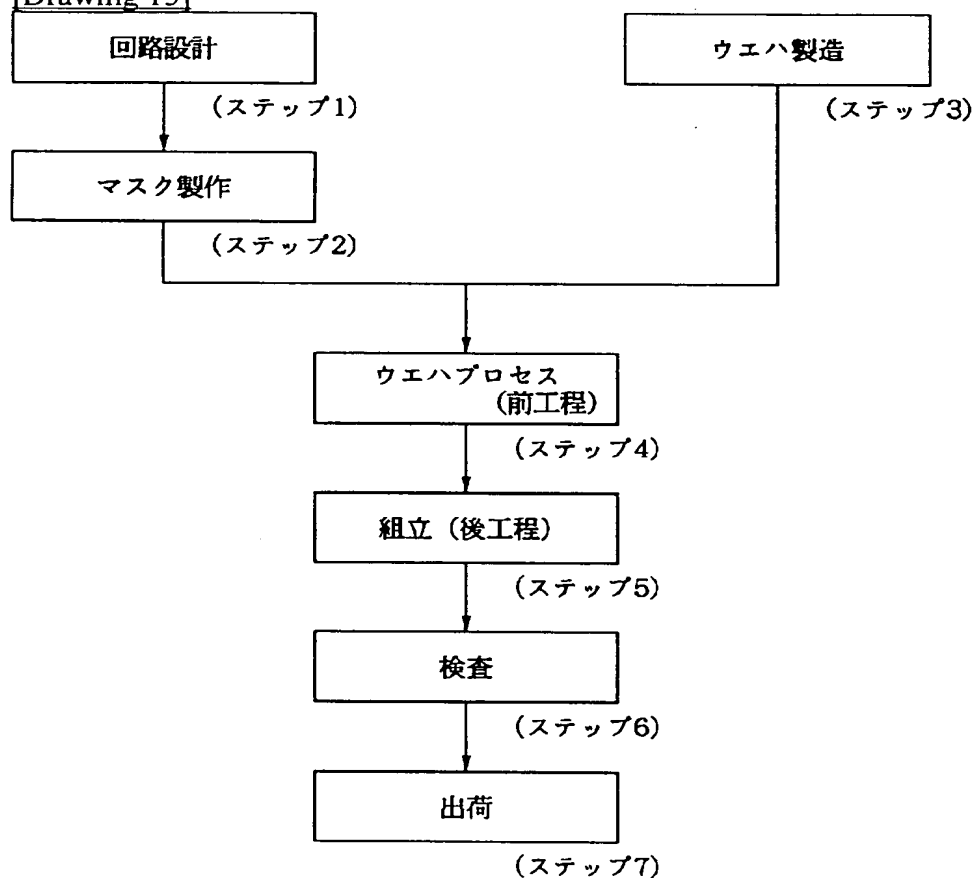 [Drawing 15]
回路設計
(ステップ1)
マスク製作
(ステップ2)
ウエハ製造
(ステップ3)
ウエハプロセス
(前工程)
(ステップ4)
組立(後工程)
(ステップ5)
検査
(ステップ6)
出荷
(ステップ7)